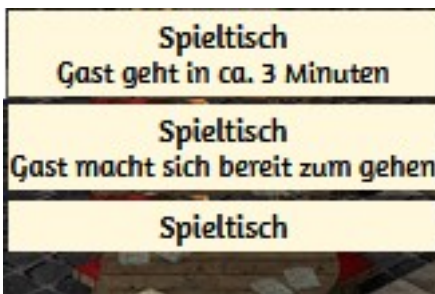 Spieltisch
Gast geht in ca. 3 Minuten
Spieltisch
Gast macht sich bereit zum gehen
Spieltisch